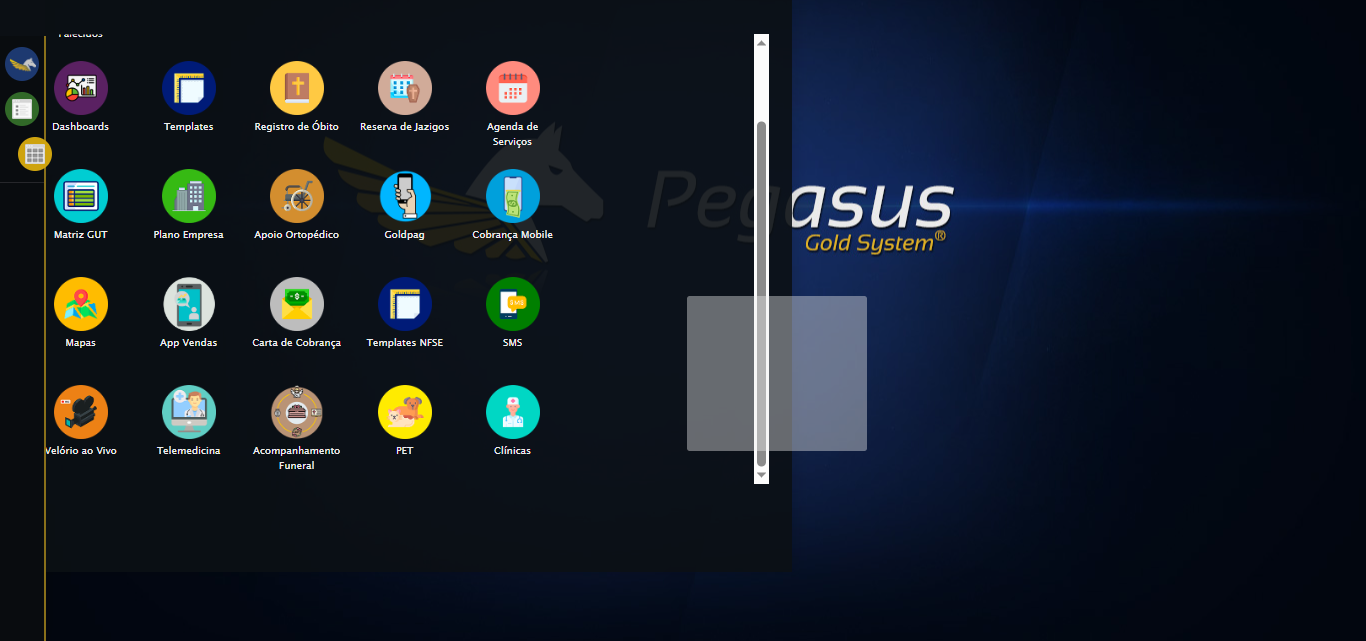 Falecidos
Dashboards
Templates
Registro de Óbito
Reserva de Jazigos
Agenda de
Serviços
Matriz GUT
Plano Empresa
Apoio Ortopédico
Goldpag
Cobrança Mobile
Pegasus
Gold System®
Mapas
App Vendas
Carta de Cobrança
Templates NFSE
SMS
SMS
Velório ao Vivo
Telemedicina
Acompanhamento
Funeral
PET
Clínicas